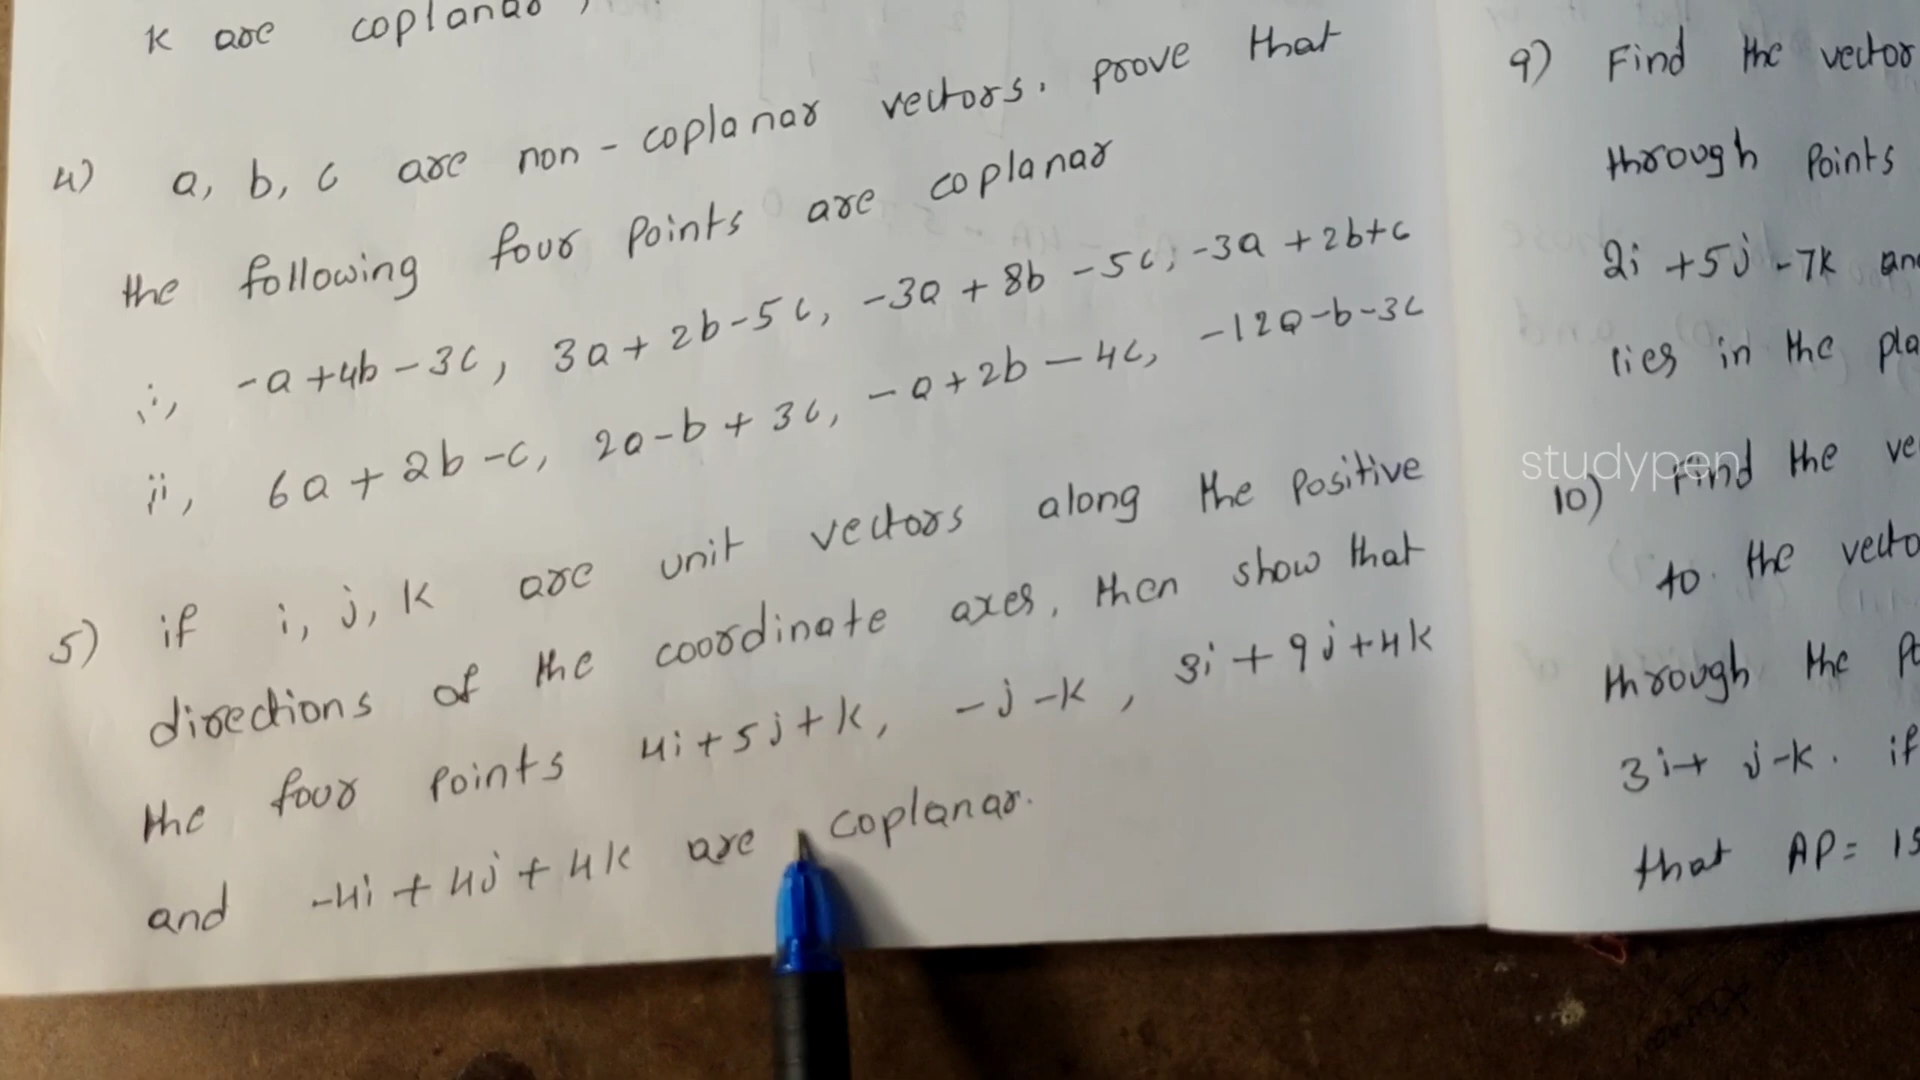 k are coplanar,
4) a, b, c are non-coplanar vectors. prove that
the following four points are coplanar
i, -a+4b-3c, 3a+2b-5c, -3a+8b-5c, -3a+2b+c
ii, 6a+2b-c, 2a-b+3c, -a+2b-4c, -12a-b-3c
5) if i, j, k are unit vectors along the positive
directions of the coordinate axes, then show that
the four points 4i+5j+k, -j-k, 3i+9j+4k
and -4i+4j+4k are coplanar.
9) Find the vector
through points
2i+5j-7k
lies in the
studypen
10) Find the
to the
through the
3i+j-k. if
that AP=